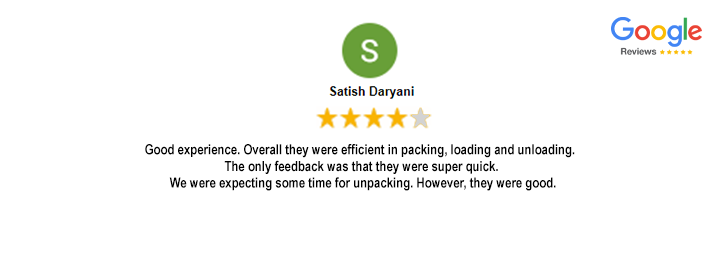 Google
Reviews
S
Satish Daryani
Good experience. Overall they were efficient in packing, loading and unloading.
The only feedback was that they were super quick.
We were expecting some time for unpacking. However, they were good.